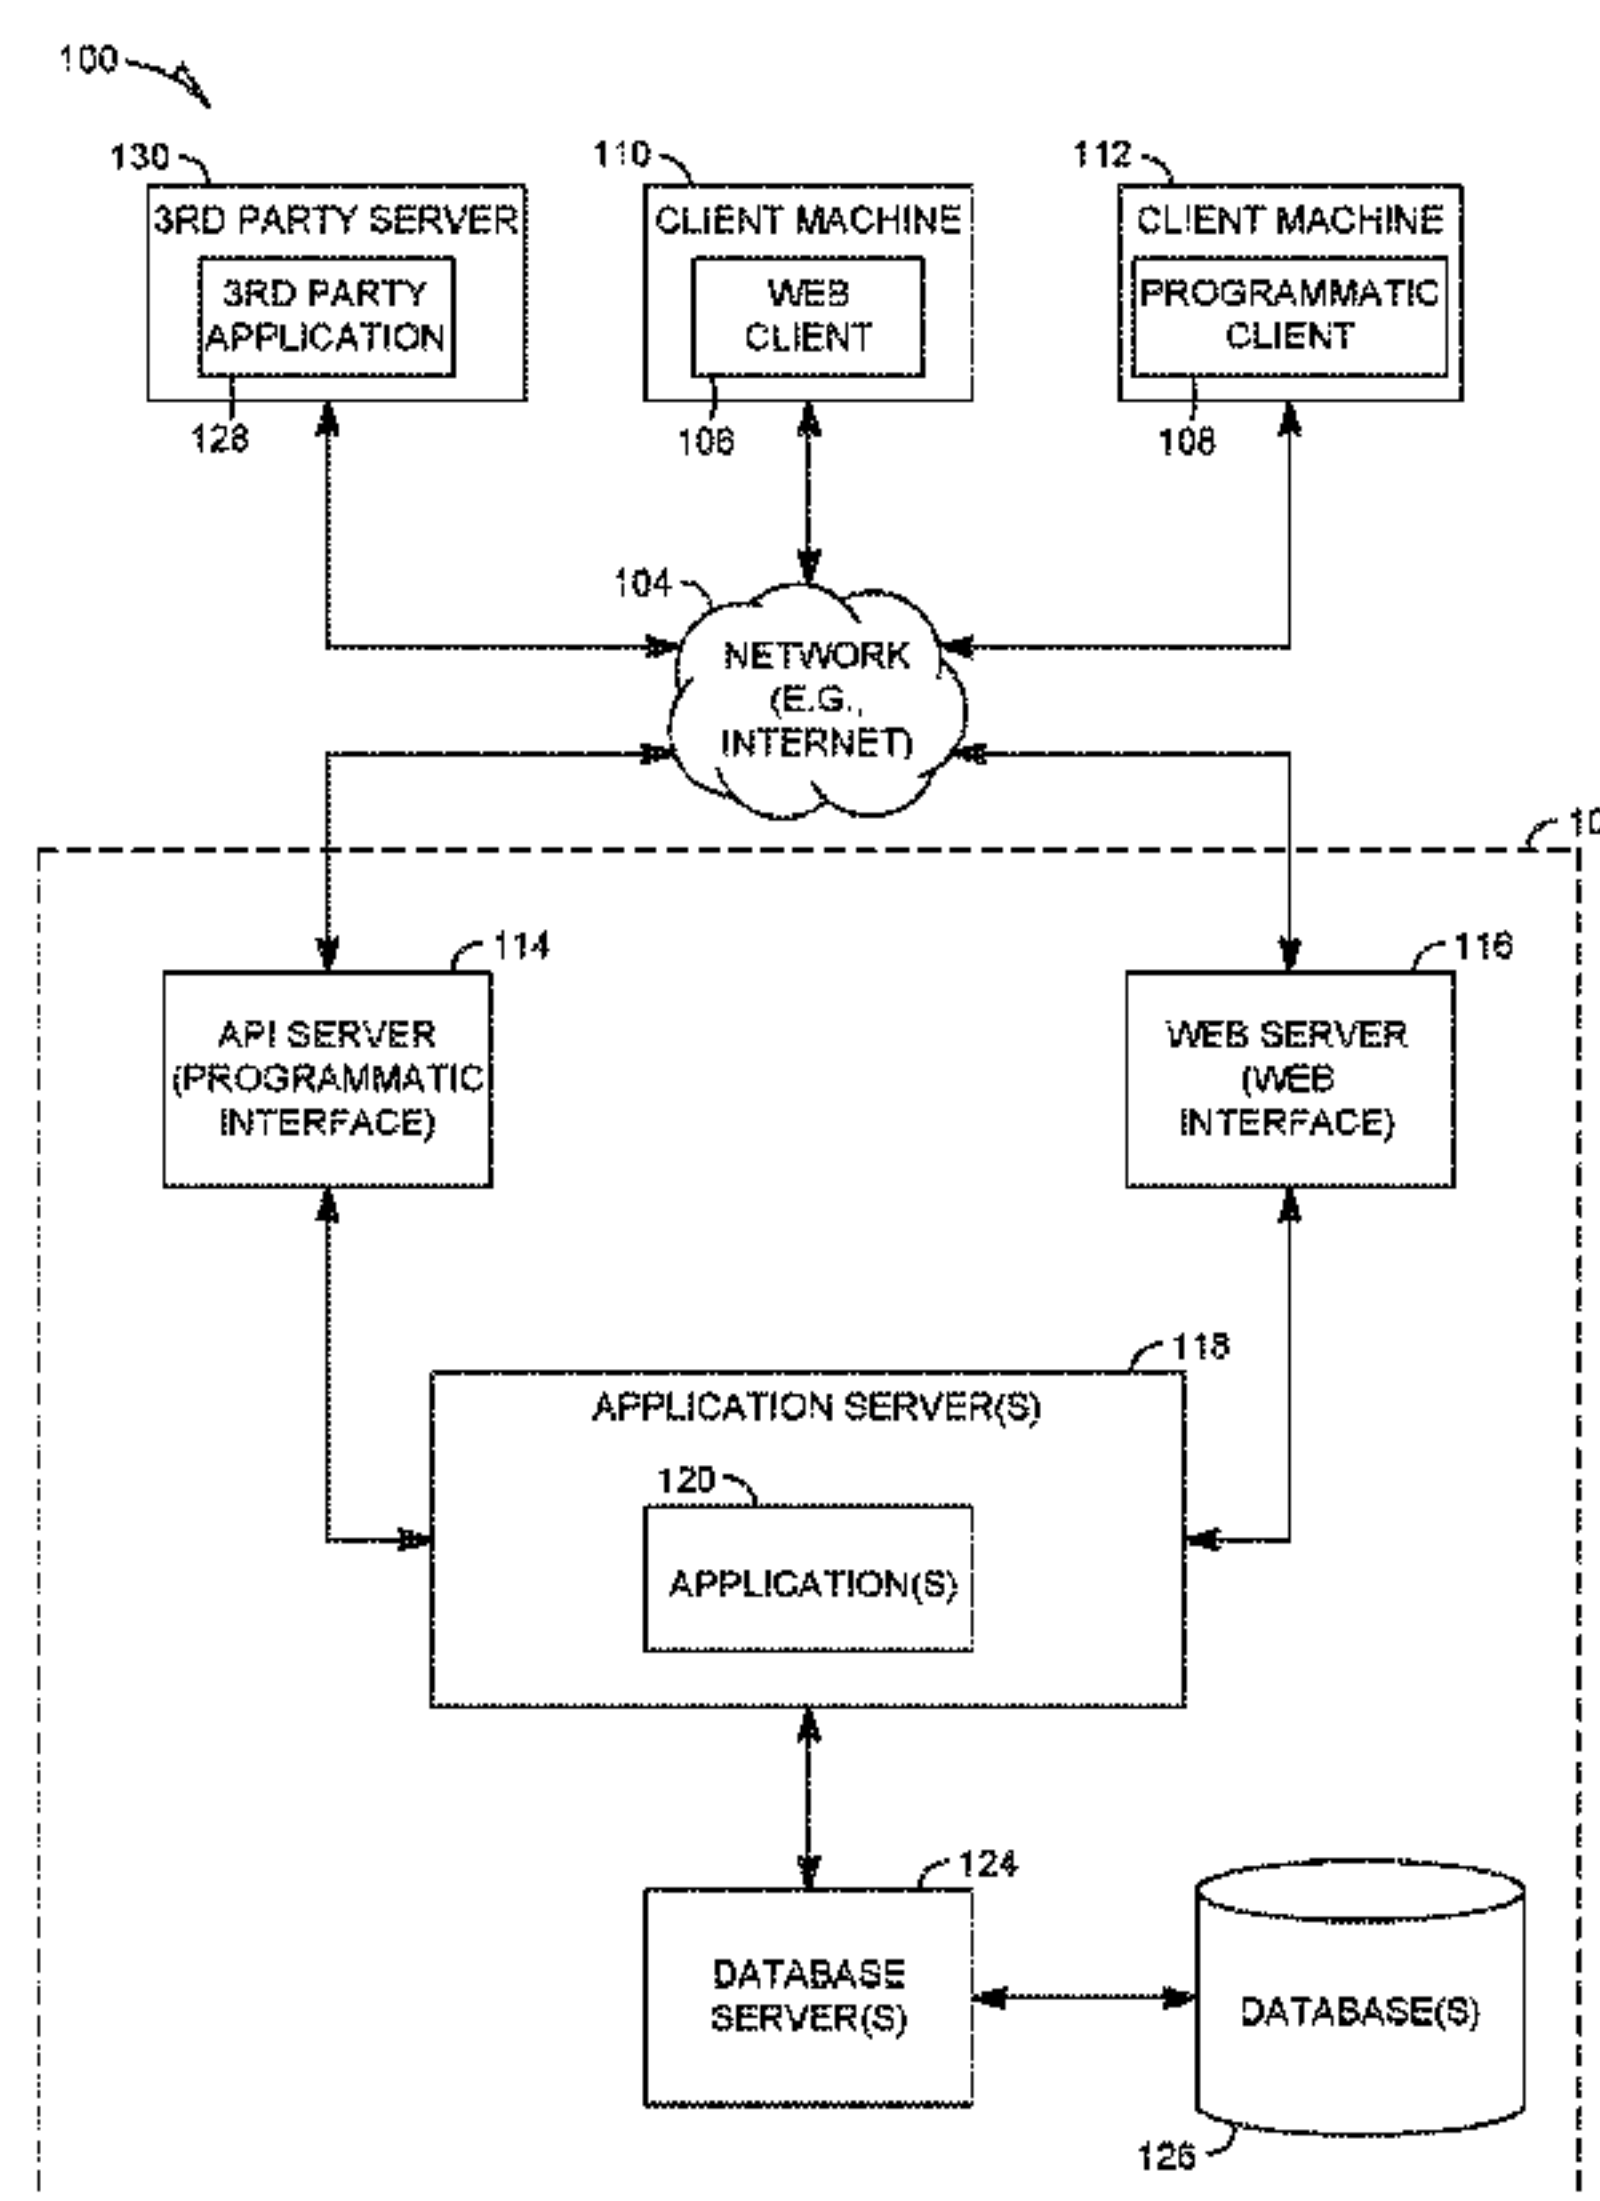 100
130
110
112
3RD PARTY SERVER
CLIENT MACHINE
CLIENT MACHINE
3RD PARTY
APPLICATION
WEB
CLIENT
PROGRAMMATIC
CLIENT
128
106
108
104
NETWORK
(E.G.,
INTERNET)
10
114
116
API SERVER
(PROGRAMMATIC
INTERFACE)
WEB SERVER
(WEB
INTERFACE)
118
APPLICATION SERVER(S)
120
APPLICATION(S)
124
DATABASE
SERVER(S)
DATABASE(S)
126